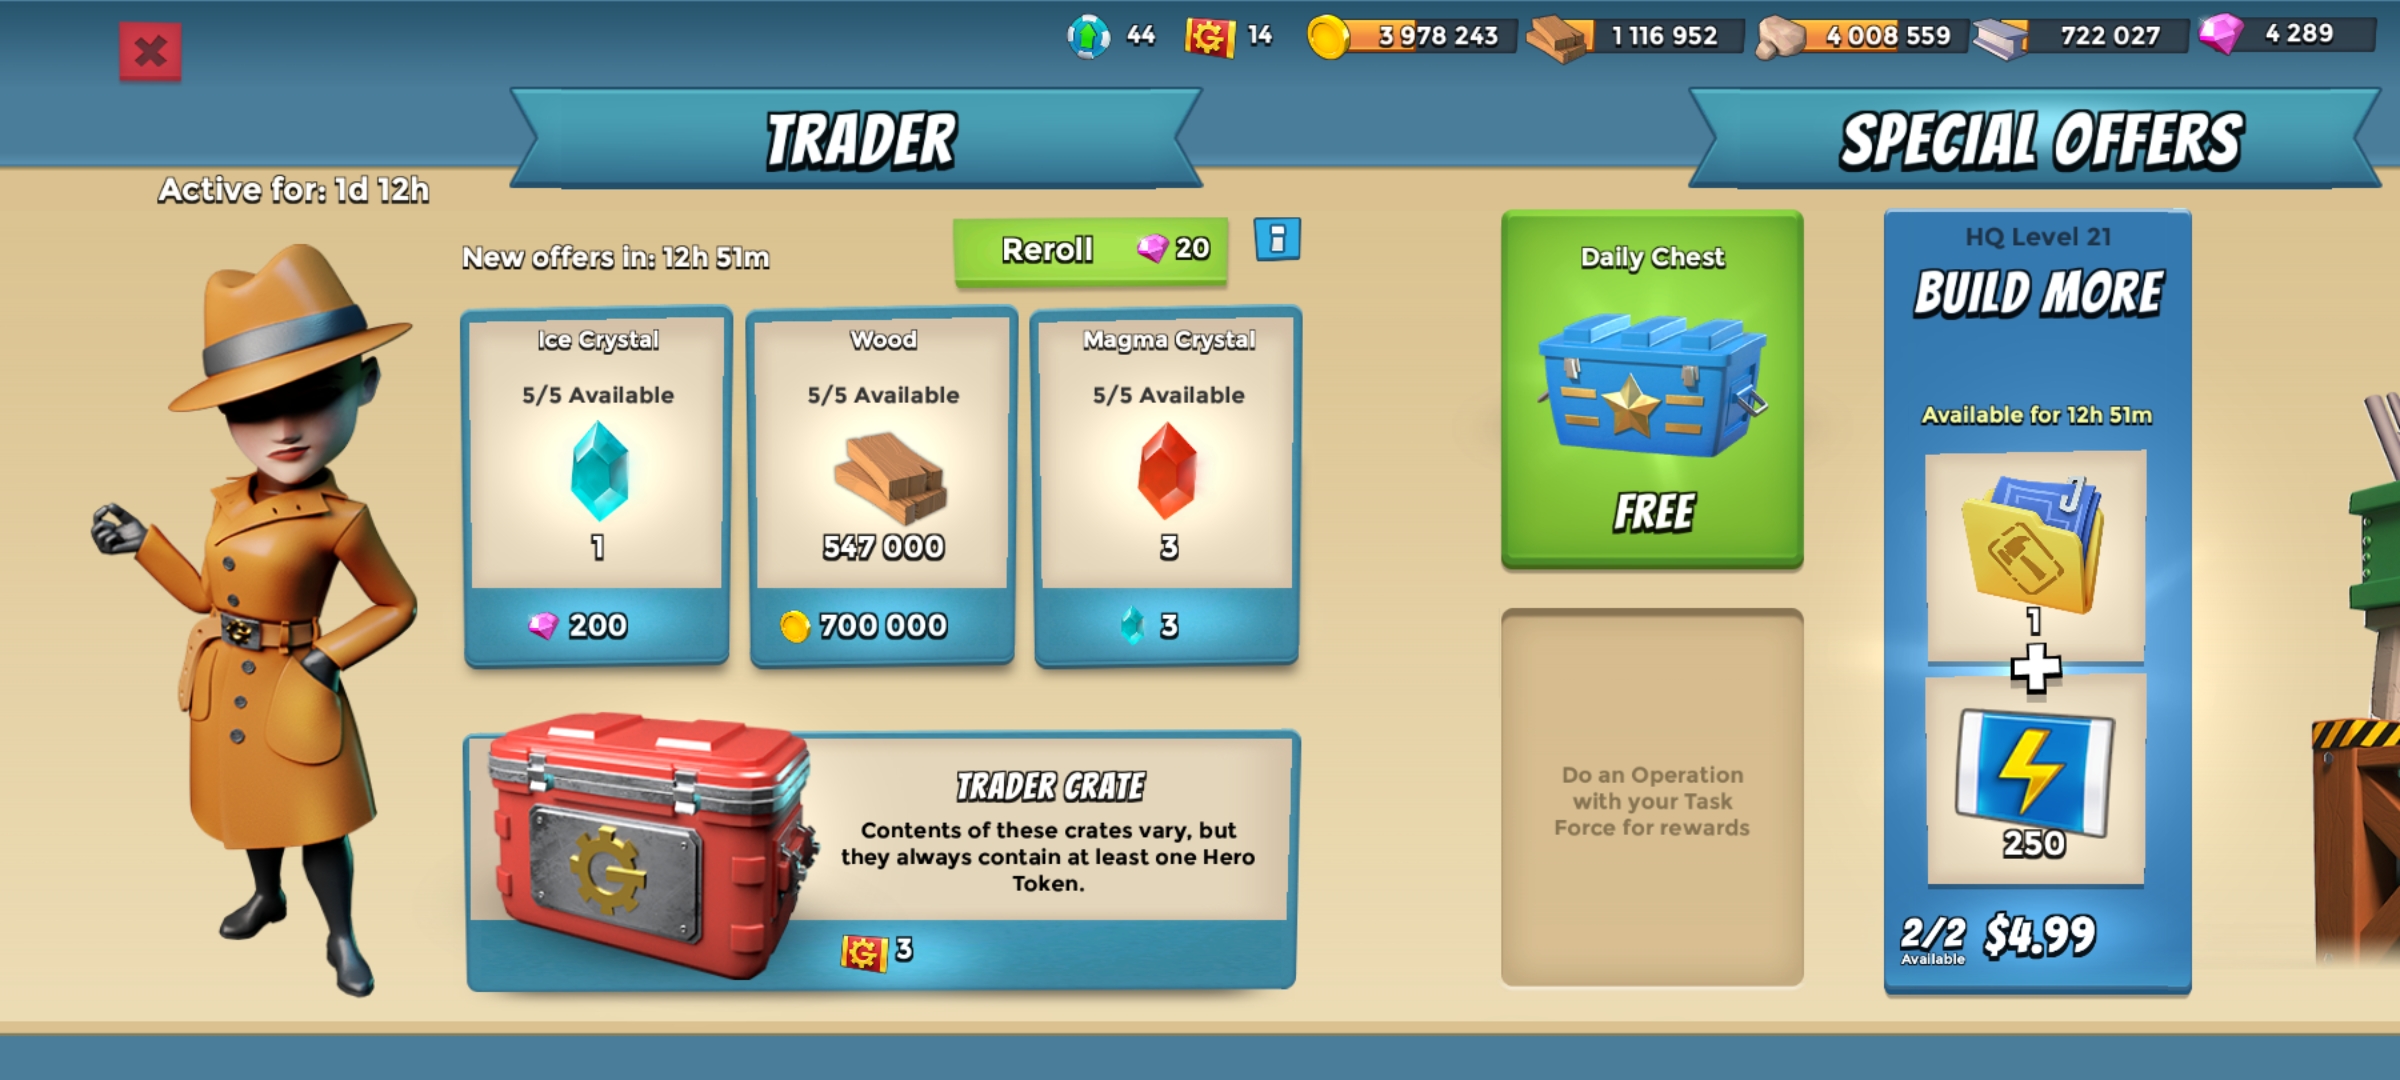 44
14
3 978 243
1 116 952
4 008 559
722 027
4 289
TRADER
SPECIAL OFFERS
Active for: 1d 12h
New offers in: 12h 51m
Reroll 20
i
Ice Crystal
5/5 Available
1
200
Wood
5/5 Available
547 000
700 000
Magma Crystal
5/5 Available
3
3
TRADER CRATE
Contents of these crates vary, but
they always contain at least one Hero
Token.
3
Daily Chest
FREE
Do an Operation
with your Task
Force for rewards
HQ Level 21
BUILD MORE
Available for 12h 51m
1
250
2/2 $4.99
Available